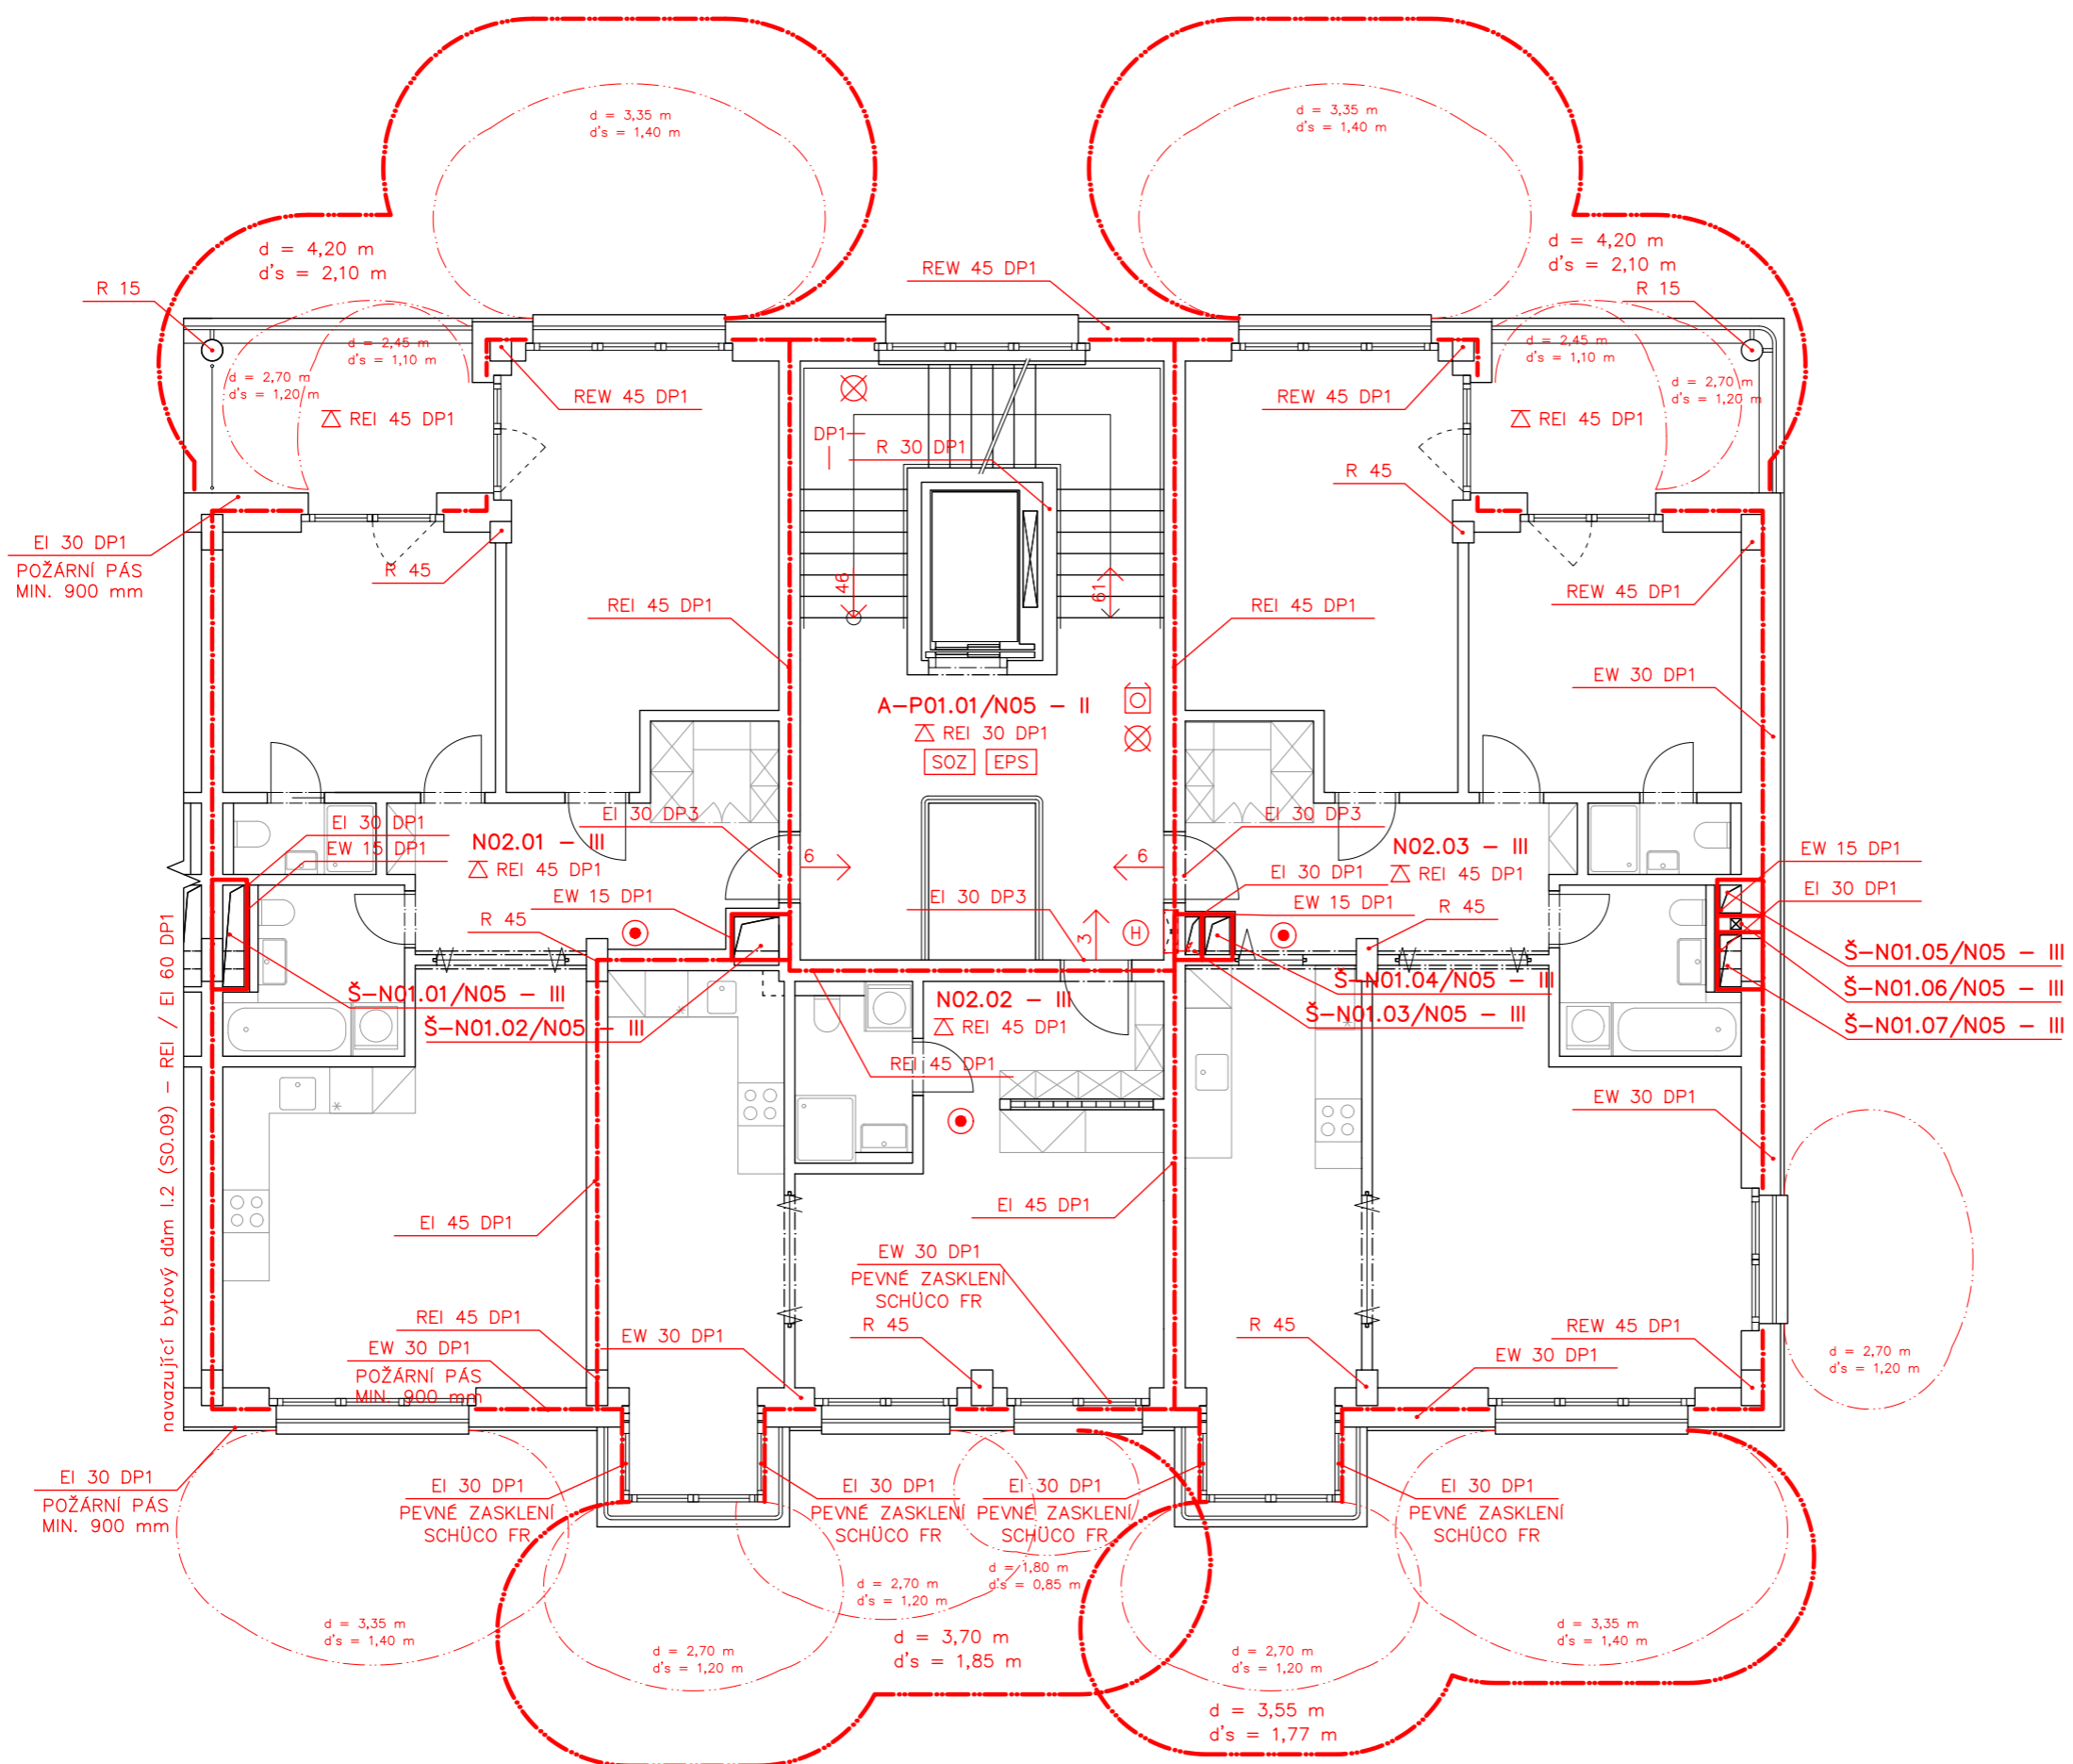 d = 3,35 m
d's = 1,40 m
d = 3,35 m
d's = 1,40 m
d = 4,20 m
d's = 2,10 m
d = 4,20 m
d's = 2,10 m
REW 45 DP1
R 15
R 15
d = 2,45 m
d's = 1,10 m
d = 2,70 m
d's = 1,20 m
REI 45 DP1
d = 2,45 m
d's = 1,10 m
d = 2,70 m
d's = 1,20 m
REI 45 DP1
REW 45 DP1
REW 45 DP1
DP1
R 30 DP1
R 45
EI 30 DP1
POŽÁRNÍ PÁS
MIN. 900 mm
R 45
46
61
REW 45 DP1
REI 45 DP1
REI 45 DP1
EW 30 DP1
A-P01.01/N05 - II
REI 30 DP1
SOZ
EPS
EI 30 DP1
EW 15 DP1
N02.01 - III
REI 45 DP1
EI 30 DP3
EI 30 DP3
N02.03 - III
REI 45 DP1
6
6
EW 15 DP1
EI 30 DP1
EI 30 DP1
EW 15 DP1
EW 15 DP1
R 45
EI 30 DP3
3
H
R 45
Š-N01.05/N05 - III
Š-N01.06/N05 - III
Š-N01.07/N05 - III
Š-N01.01/N05 - III
Š-N01.02/N05 - III
N02.02 - III
REI 45 DP1
Š-N01.04/N05 - III
Š-N01.03/N05 - III
REI 45 DP1
EW 30 DP1
navazující bytový dům I.2 (SO.09) - REI / EI 60 DP1
EI 45 DP1
EI 45 DP1
EW 30 DP1
PEVNÉ ZASKLENÍ
SCHÜCO FR
REI 45 DP1
EW 30 DP1
POŽÁRNÍ PÁS
MIN. 900 mm
EW 30 DP1
R 45
R 45
REW 45 DP1
EW 30 DP1
d = 2,70 m
d's = 1,20 m
EI 30 DP1
POŽÁRNÍ PÁS
MIN. 900 mm
EI 30 DP1
PEVNÉ ZASKLENÍ
SCHÜCO FR
EI 30 DP1
PEVNÉ ZASKLENÍ
SCHÜCO FR
EI 30 DP1
PEVNÉ ZASKLENÍ
SCHÜCO FR
EI 30 DP1
PEVNÉ ZASKLENÍ
SCHÜCO FR
d = 1,80 m
d's = 0,85 m
d = 2,70 m
d's = 1,20 m
d = 3,35 m
d's = 1,40 m
d = 2,70 m
d's = 1,20 m
d = 3,70 m
d's = 1,85 m
d = 2,70 m
d's = 1,20 m
d = 3,35 m
d's = 1,40 m
d = 3,55 m
d's = 1,77 m